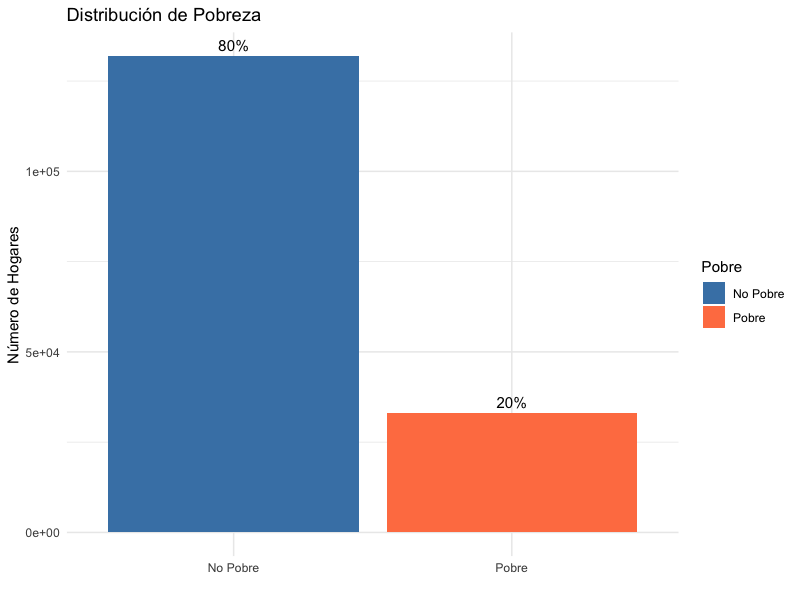 Distribución de Pobreza
80%
1e+05
Número de Hogares
5e+04
20%
0e+00
No Pobre
Pobre
Pobre
No Pobre
Pobre